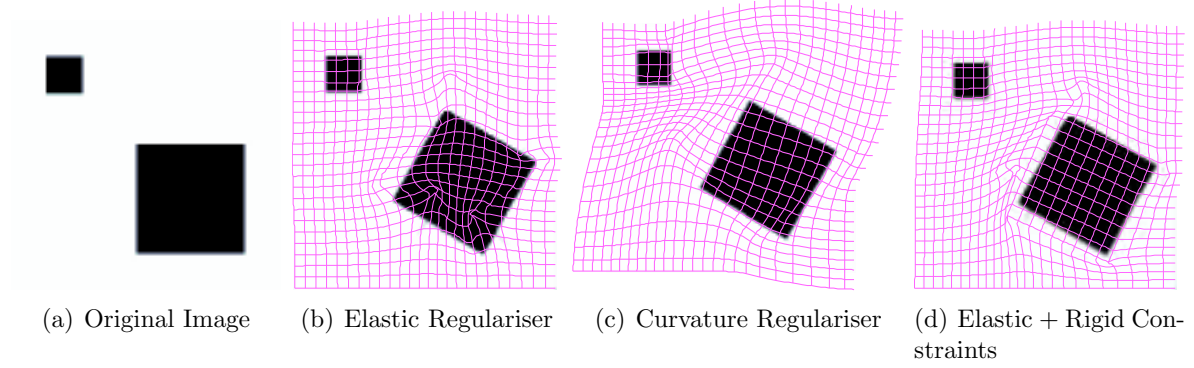 (a) Original Image
(b) Elastic Regulariser
(c) Curvature Regulariser
(d) Elastic + Rigid Con-
straints